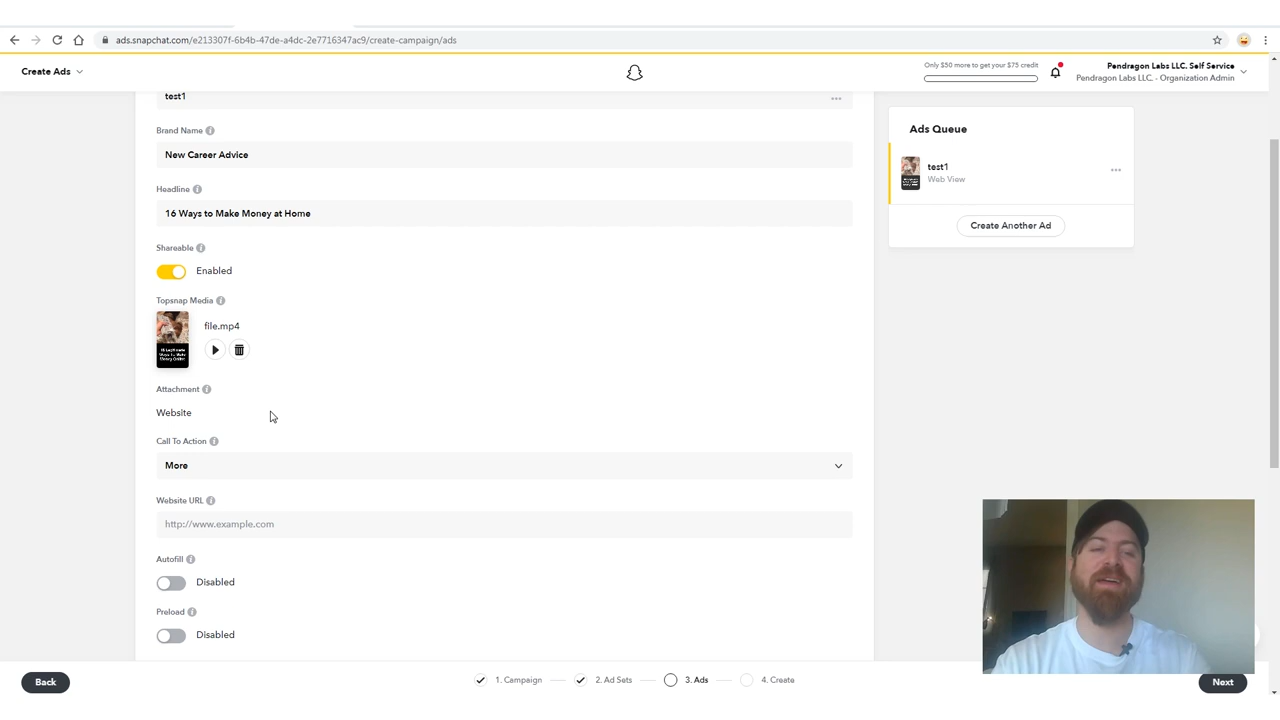 ads.snapchat.com/e213307f-6b4b-47de-a4dc-2e7716347ac9/create-campaign/ads
Create Ads
Only $50 more to get your $75 credit
Pendragon Labs LLC. Self Service
Pendragon Labs LLC. - Organization Admin
test1
Brand Name
New Career Advice
Headline
16 Ways to Make Money at Home
Shareable
Enabled
Topsnap Media
file.mp4
Attachment
Website
Call To Action
More
Website URL
http://www.example.com
Autofill
Disabled
Preload
Disabled
Ads Queue
test1
Web View
Create Another Ad
Back
1. Campaign
2. Ad Sets
3. Ads
4. Create
Next